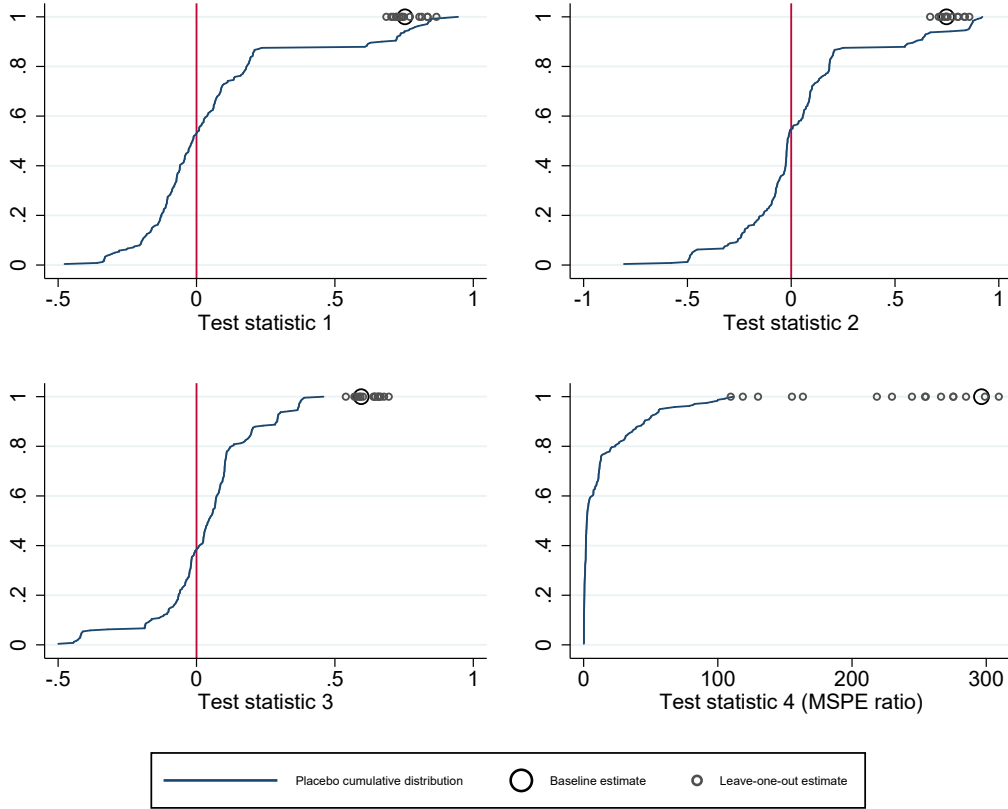 1
.8
.6
.4
.2
0
-.5 0 .5 1
Test statistic 1
1
.8
.6
.4
.2
0
-1 -.5 0 .5 1
Test statistic 2
1
.8
.6
.4
.2
0
-.5 0 .5 1
Test statistic 3
1
.8
.6
.4
.2
0
0 100 200 300
Test statistic 4 (MSPE ratio)
Placebo cumulative distribution Baseline estimate Leave-one-out estimate